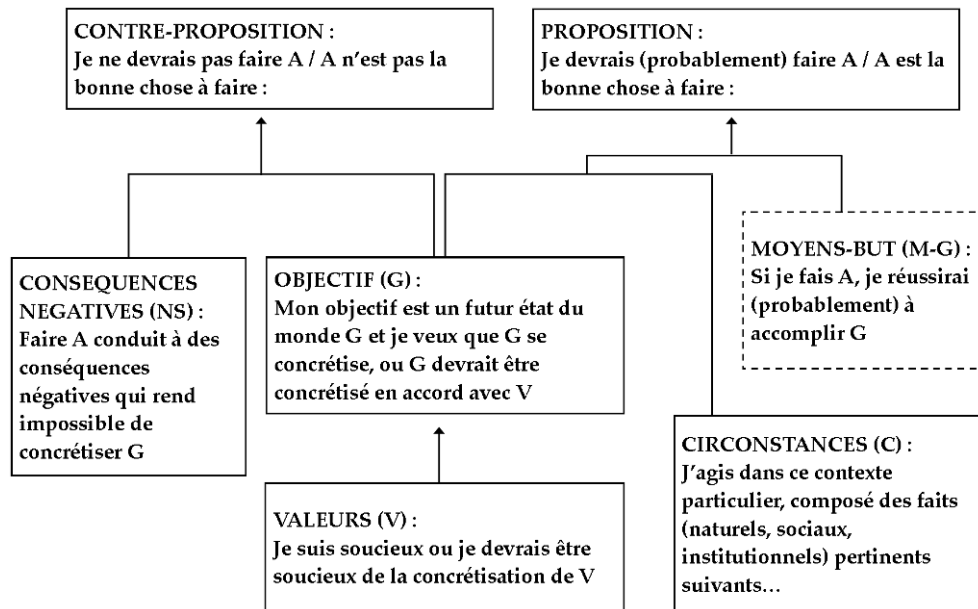 CONTRE-PROPOSITION :
Je ne devrais pas faire A / A n’est pas la
bonne chose à faire :
PROPOSITION :
Je devrais (probablement) faire A / A est la
bonne chose à faire :
CONSEQUENCES
NEGATIVES (NS) :
Faire A conduit à des
conséquences
négatives qui rend
impossible de
concrétiser G
OBJECTIF (G) :
Mon objectif est un futur état du
monde G et je veux que G se
concrétise, ou G devrait être
concrétisé en accord avec V
MOYENS-BUT (M-G) :
Si je fais A, je réussirai
(probablement) à
accomplir G
VALEURS (V) :
Je suis soucieux ou je devrais être
soucieux de la concrétisation de V
CIRCONSTANCES (C) :
J’agis dans ce contexte
particulier, composé des faits
(naturels, sociaux,
institutionnels) pertinents
suivants…